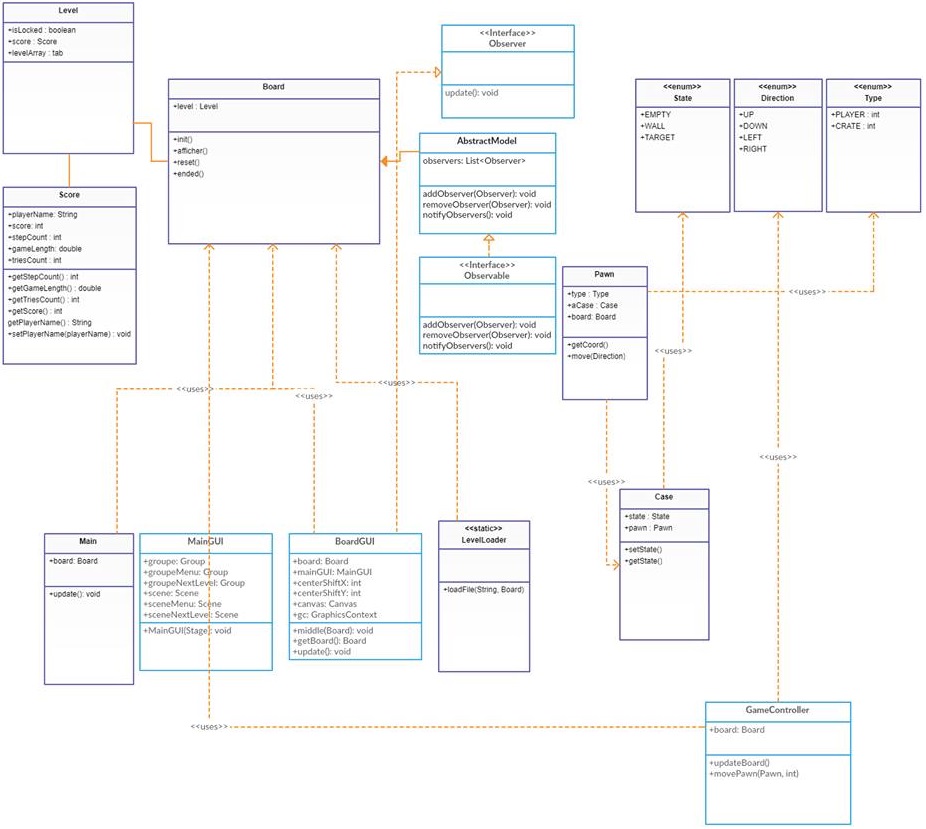 Level
+isLocked : boolean
+score : Score
+levelArray : tab
<<Interface>>
Observer
update(): void
Board
+level : Level
+init()
+afficher()
+reset()
+ended()
<<enum>>
State
+EMPTY
+WALL
+TARGET
<<enum>>
Direction
+UP
+DOWN
+LEFT
+RIGHT
<<enum>>
Type
+PLAYER : int
+CRATE : int
AbstractModel
observers: List<Observer>
addObserver(Observer): void
removeObserver(Observer): void
notifyObservers(): void
Score
+playerName: String
+score: int
+stepCount : int
+gameLength: double
+triesCount : int
+getStepCount() : int
+getGameLength() : double
+getTriesCount() : int
+getScore() : int
getPlayerName() : String
+setPlayerName(playerName) : void
<<Interface>>
Observable
addObserver(Observer): void
removeObserver(Observer): void
notifyObservers(): void
Pawn
+type : Type
+aCase : Case
+board: Board
+getCoord()
+move(Direction)
<<uses>>
<<uses>>
<<uses>>
<<uses>>
<<uses>>
<<uses>>
<<uses>>
Case
+state : State
+pawn : Pawn
+setState()
+getState()
Main
+board: Board
+update(): void
MainGUI
+groupe: Group
+groupeMenu: Group
+groupeNextLevel: Group
+scene: Scene
+sceneMenu: Scene
+sceneNextLevel: Scene
+MainGUI(Stage): void
BoardGUI
+board: Board
+mainGUI: MainGUI
+centerShiftX: int
+centerShiftY: int
+canvas: Canvas
+gc: GraphicsContext
+middle(Board): void
+getBoard(): Board
+update(): void
<<static>>
LevelLoader
+loadFile(String, Board)
<<uses>>
GameController
+board: Board
+updateBoard()
+movePawn(Pawn, int)